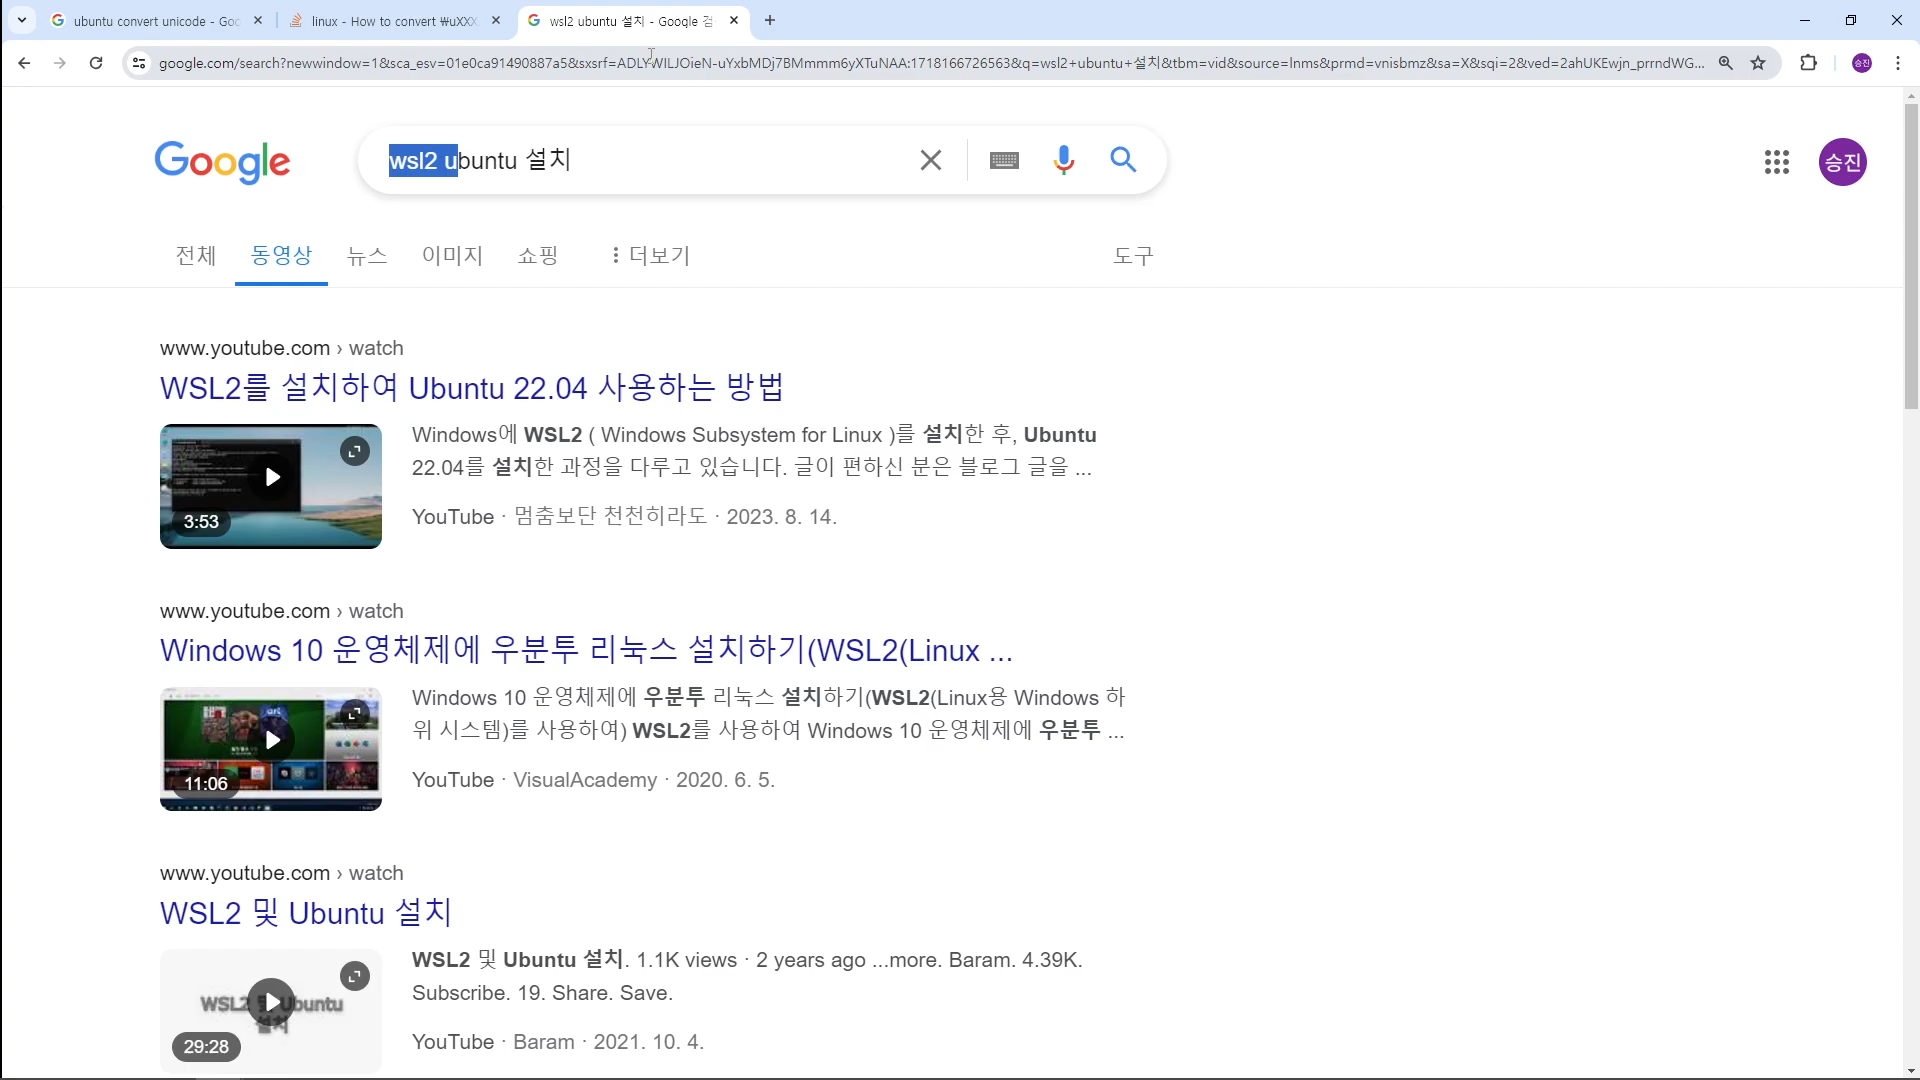 ubuntu convert unicode - Goo
linux - How to convert ₩uXXX
wsl2 ubuntu 설치 - Google 검
google.com/search?newwindow=1&sca_esv=01e0ca91490887a5&sxsrf=ADLYWILJOieN-uYxbMDj7BMmmm6yXTuNAA:1718166726563&q=wsl2+ubuntu+설치&tbm=vid&source=lnms&prmd=vnisbmz&sa=X&sqi=2&ved=2ahUKEwjn_prrndWG...
승진
Google
wsl2 ubuntu 설치
승진
전체 동영상 뉴스 이미지 쇼핑 더보기 도구
www.youtube.com › watch
WSL2를 설치하여 Ubuntu 22.04 사용하는 방법
Windows에 WSL2 ( Windows Subsystem for Linux )를 설치한 후, Ubuntu
22.04를 설치한 과정을 다루고 있습니다. 글이 편하신 분은 블로그 글을 ...
3:53
YouTube · 멈춤보단 천천히라도 · 2023. 8. 14.
www.youtube.com › watch
Windows 10 운영체제에 우분투 리눅스 설치하기(WSL2(Linux ...
Windows 10 운영체제에 우분투 리눅스 설치하기(WSL2(Linux용 Windows 하
위 시스템)를 사용하여) WSL2를 사용하여 Windows 10 운영체제에 우분투 ...
11:06
YouTube · VisualAcademy · 2020. 6. 5.
www.youtube.com › watch
WSL2 및 Ubuntu 설치
WSL2 및 Ubuntu 설치. 1.1K views · 2 years ago ...more. Baram. 4.39K.
Subscribe. 19. Share. Save.
WSL2 및 Ubuntu
설치
29:28
YouTube · Baram · 2021. 10. 4.